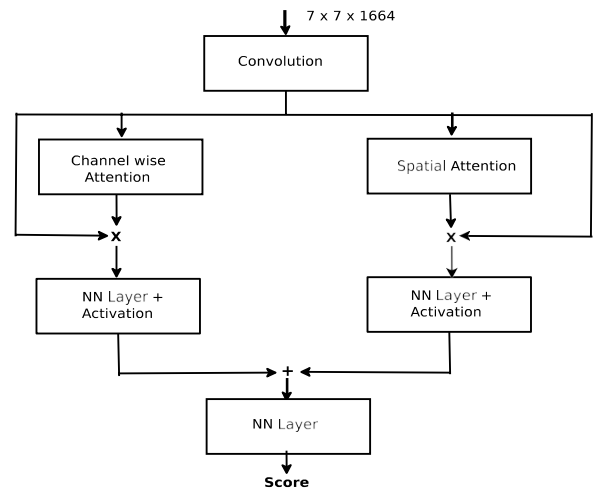 7 x 7 x 1664
Convolution
Channel wise
Attention
Spatial Attention
x
x
NN Layer +
Activation
NN Layer +
Activation
+
NN Layer
Score